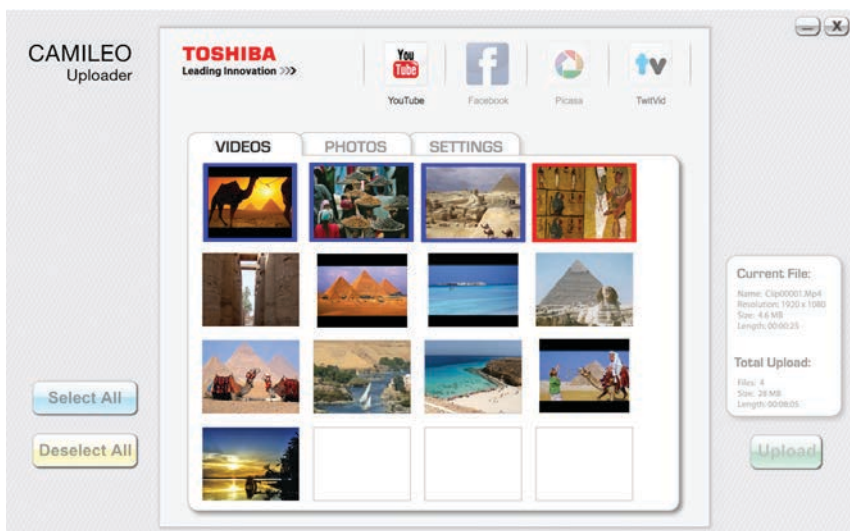 CAMILEO
Uploader
TOSHIBA
Leading Innovation >>>
You
Tube
YouTube
f
Facebook
Picasa
tv
TwitVid
X
VIDEOS
PHOTOS
SETTINGS
Current File:
Name: Clip00001.Mp4
Resolution: 1920 x 1080
Size: 4.6 MB
Length: 00:00:25
Total Upload:
Files: 4
Size: 28 MB
Length: 00:08:05
Select All
Deselect All
Upload